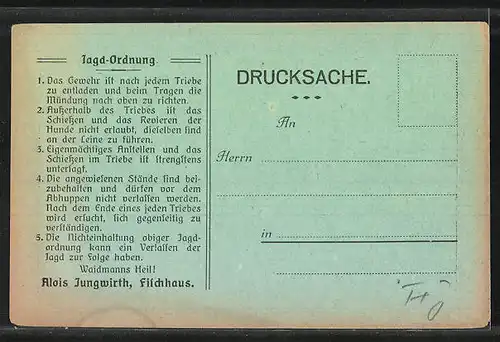 Jagd-Ordnung
1. Das Gewehr ist nach jedem Triebe
zu entladen und beim Tragen die
Mündung nach oben zu richten.
2. Außerhalb des Triebes ist das
Schießen und das Revieren der
Hunde nicht erlaubt, dieselben sind
an der Leine zu führen.
3. Eigenmächtiges Anstellen und das
Schießen im Triebe ist strengstens
untersagt.
4. Die angewiesenen Stände sind bei-
zubehalten und dürfen vor dem
Abhuppen nicht verlassen werden.
Nach dem Ende eines jeden Triebes
wird ersucht, sich gegenseitig zu
verständigen.
5. Die Nichteinhaltung obiger Jagd-
ordnung kann ein Verlassen der
Jagd zur Folge haben.
Waidmanns Heil!
Alois Jungwirth, Fischhaus.
DRUCKSACHE.
An
Herrn
in